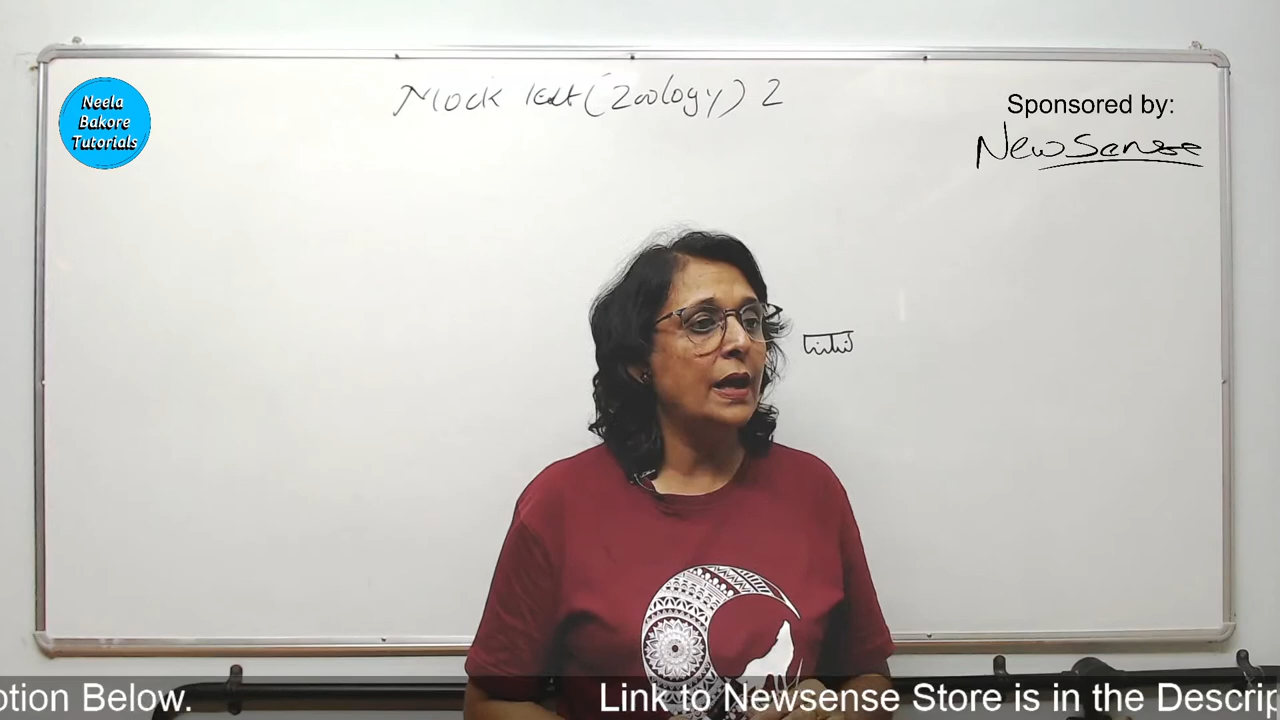 Mock test (Zoology) 2
Neela
Bakore
Tutorials
Sponsored by:
NewSense
ption Below.
Link to Newsense Store is in the Descrip